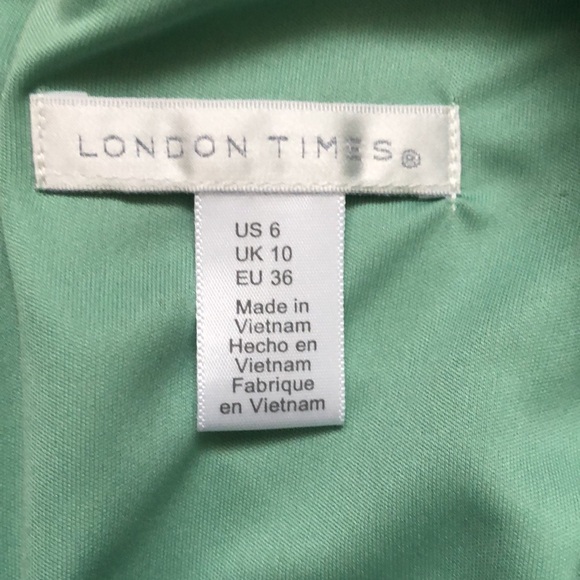 LONDON TIMES®
US 6
UK 10
EU 36
Made in
Vietnam
Hecho en
Vietnam
Fabrique
en Vietnam